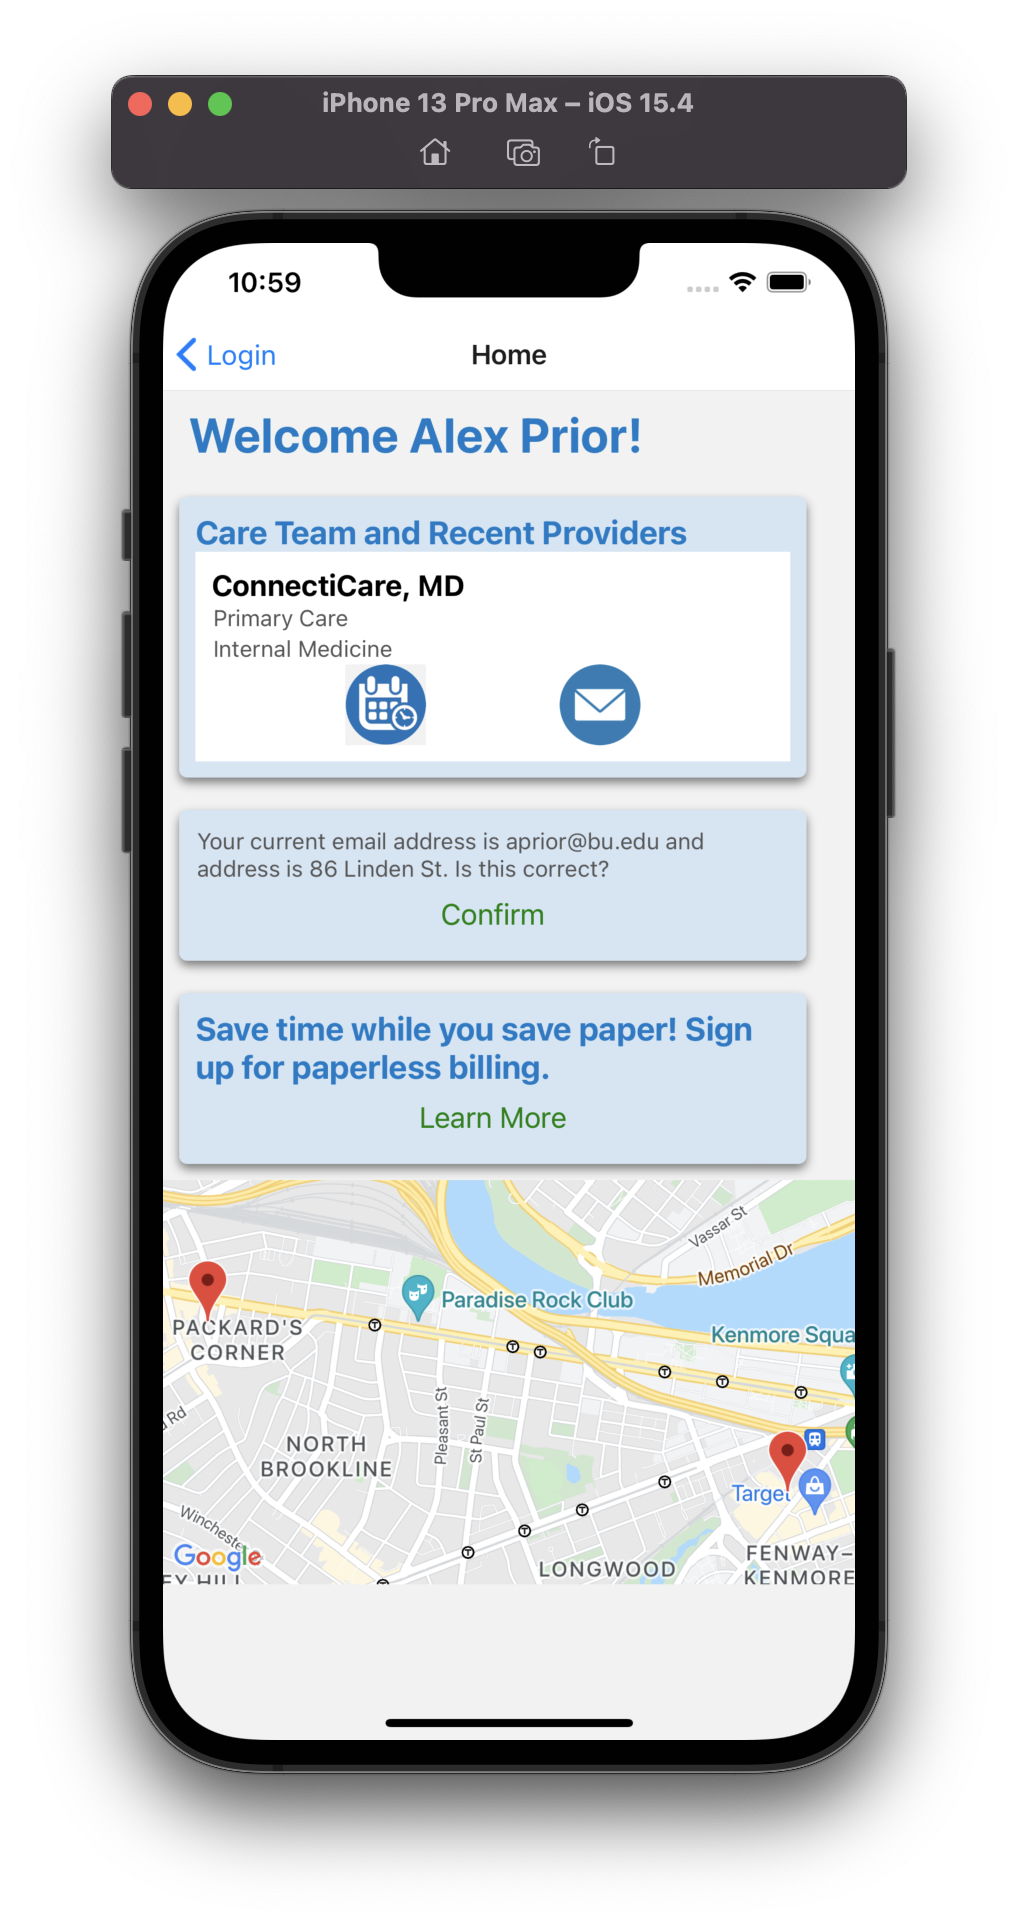 iPhone 13 Pro Max – iOS 15.4
10:59
Login
Home
Welcome Alex Prior!
Care Team and Recent Providers
ConnectiCare, MD
Primary Care
Internal Medicine
Your current email address is aprior@bu.edu and
address is 86 Linden St. Is this correct?
Confirm
Save time while you save paper! Sign
up for paperless billing.
Learn More
Vassar St
Memorial Dr
Paradise Rock Club
PACKARD'S
CORNER
Kenmore Squa
Pleasant St
St Paul St
Rd
NORTH
BROOKLINE
Target
Winchester
Google
FENWAY–
KENMORE
LONGWOOD
EY HILL